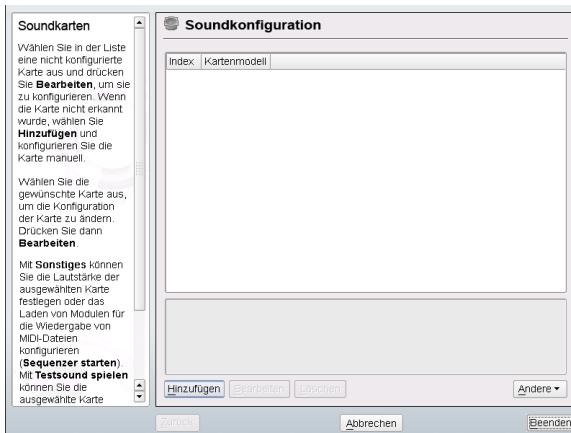 Soundkarten
Wählen Sie in der Liste
eine nicht konfigurierte
Karte aus und drücken
Sie Bearbeiten, um sie
zu konfigurieren. Wenn
die Karte nicht erkannt
wurde, wählen Sie
Hinzufügen und
konfigurieren Sie die
Karte manuell.
Wählen Sie die
gewünschte Karte aus,
um die Konfiguration
der Karte zu ändern.
Drücken Sie dann
Bearbeiten.
Mit Sonstiges können
Sie die Lautstärke der
ausgewählten Karte
festlegen oder das
Laden von Modulen für
die Wiedergabe von
MIDI-Dateien
konfigurieren
(Sequenzer starten).
Mit Testsound spielen
können Sie die
ausgewählte Karte
Soundkonfiguration
Index Kartenmodell
Hinzufügen Bearbeiten Löschen Andere
Zurück Abbrechen Beenden